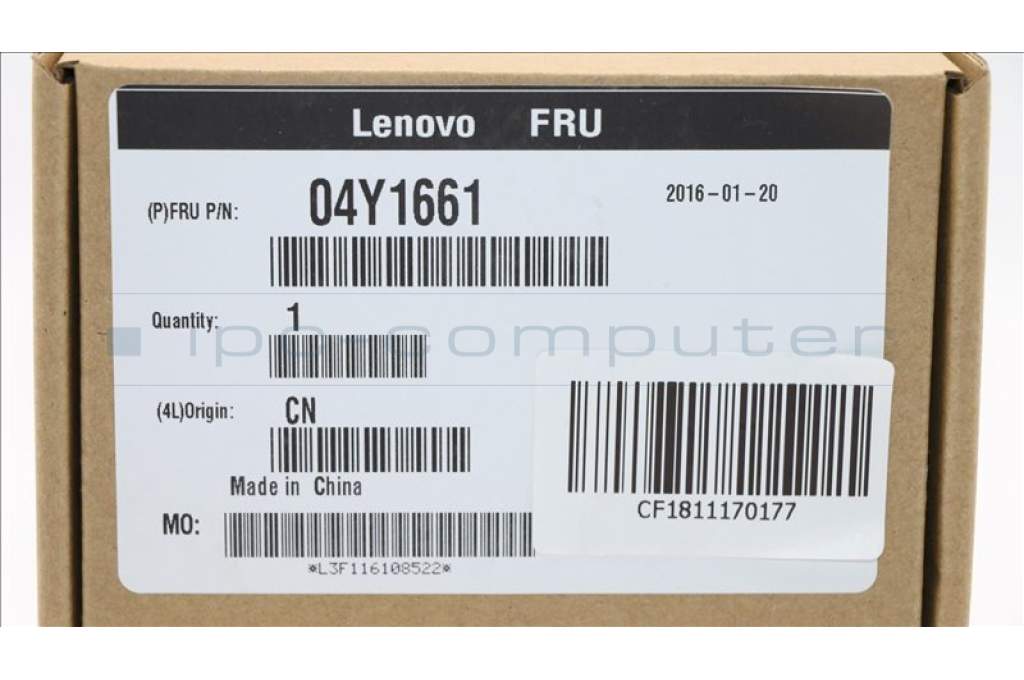 Lenovo FRU
(P)FRU P/N: 04Y1661 2016-01-20
Quantity: 1
ipc-computer
(4L)Origin: CN
Made in China
CF1811170177
MO:
*L3F116108522*